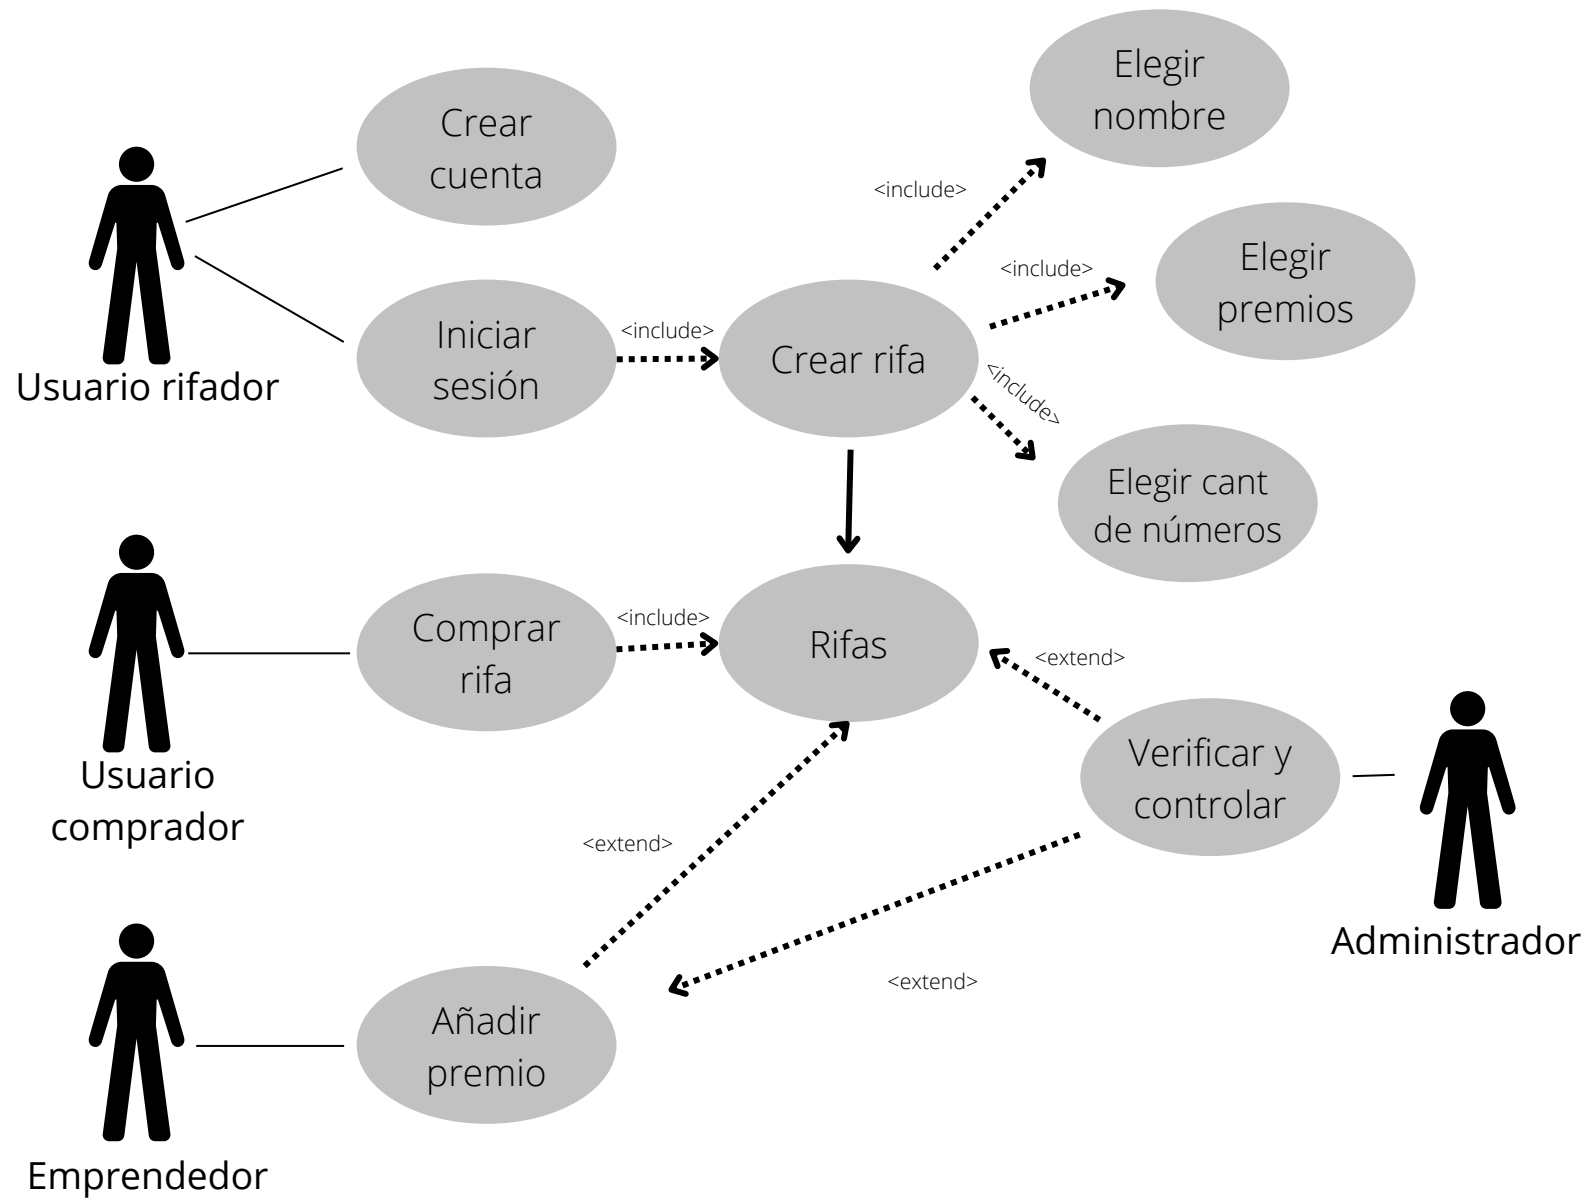 Elegir
nombre
Crear
cuenta
<include>
Elegir
premios
<include>
Iniciar
sesión
<include>
Crear rifa
<include>
Usuario rifador
Elegir cant
de números
Comprar
rifa
<include>
Rifas
<extend>
Usuario
comprador
Verificar y
controlar
<extend>
Administrador
<extend>
Añadir
premio
Emprendedor